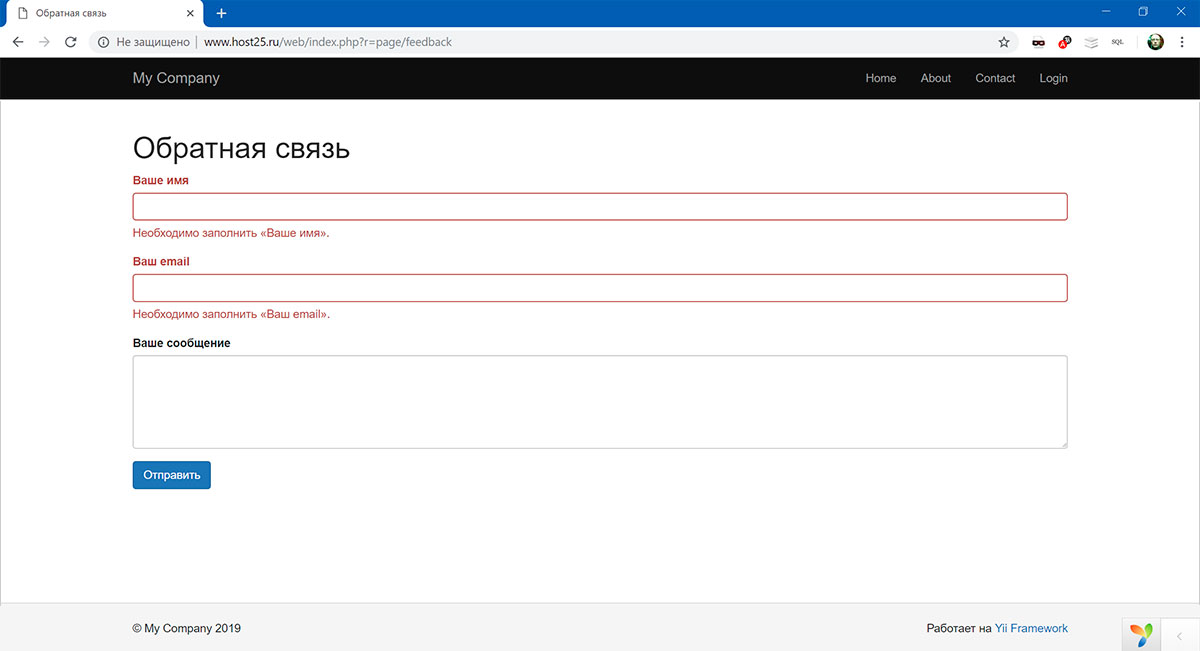 Обратная связь
Не защищено www.host25.ru/web/index.php?r=page/feedback
SQL
My Company Home About Contact Login
Обратная связь
Ваше имя
Необходимо заполнить «Ваше имя».
Ваш email
Необходимо заполнить «Ваш email».
Ваше сообщение
Отправить
© My Company 2019 Работает на Yii Framework